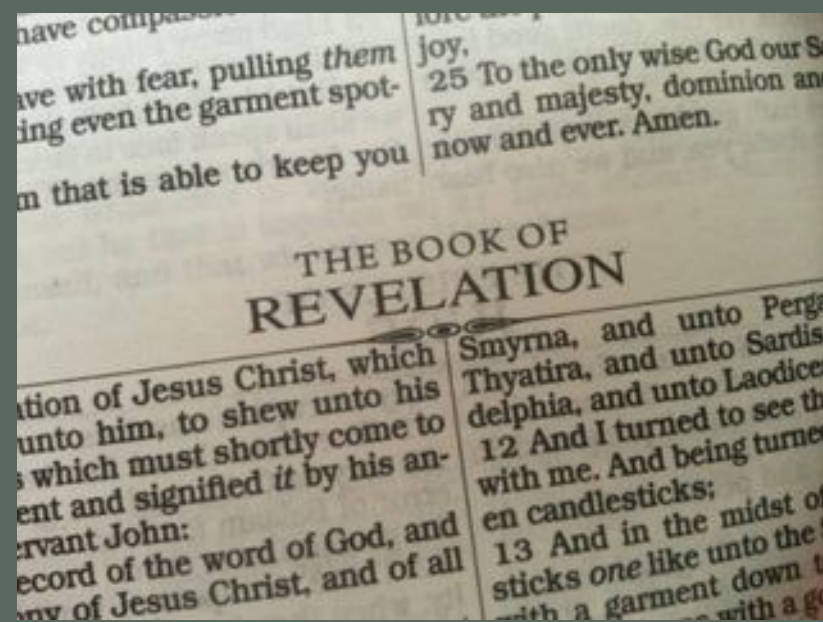 have
ave with fear, pulling them
ing even the garment spot-
m that is able to keep you
joy,
25 To the only wise God our S
ry and majesty, dominion an
now and ever. Amen.
THE BOOK OF
REVELATION
tion of Jesus Christ, which
unto him, to shew unto his
s which must shortly come to
ent and signified it by his an-
rvant John:
ecord of the word of God, and
ony of Jesus Christ, and of all
Smyrna, and unto Perga
Thyatira, and unto Sardis
delphia, and unto Laodice
12 And I turned to see th
with me. And being turne
en candlesticks;
13 And in the midst of
sticks one like unto the
with a garment down t
with a go